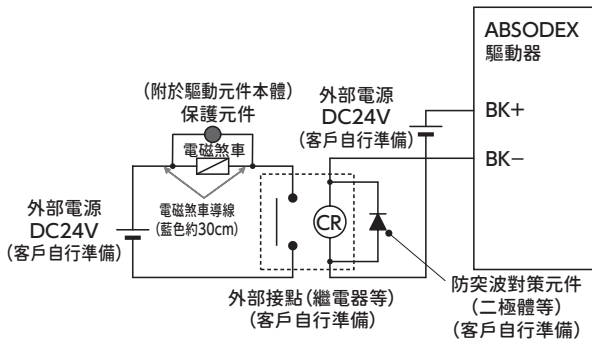 ABSODEX
驅動器
BK+
BK−
(附於驅動元件本體)
保護元件
電磁煞車
外部電源
DC24V
(客戶自行準備)
外部電源
DC24V
(客戶自行準備)
電磁煞車導線
(藍色約30cm)
CR
外部接點(繼電器等)
(客戶自行準備)
防突波對策元件
(二極體等)
(客戶自行準備)